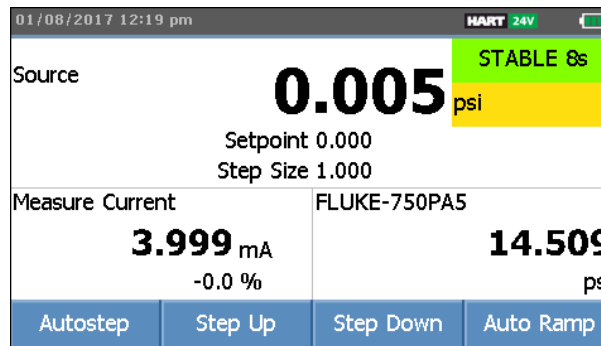 01/08/2017 12:19 pm HART 24V
STABLE 8s
Source 0.005 psi
Setpoint 0.000
Step Size 1.000
Measure Current FLUKE-750PA5
3.999 mA 14.509
-0.0 % ps
Autostep Step Up Step Down Auto Ramp